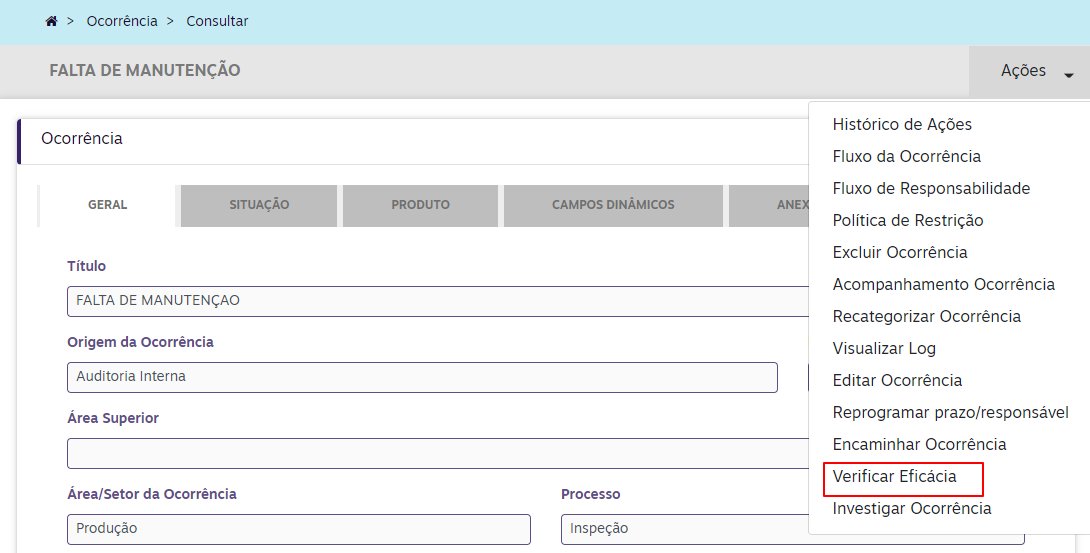 > Ocorrência > Consultar
FALTA DE MANUTENÇÃO
Ações
Histórico de Ações
Fluxo da Ocorrência
Fluxo de Responsabilidade
Política de Restrição
Excluir Ocorrência
Acompanhamento Ocorrência
Recategorizar Ocorrência
Visualizar Log
Editar Ocorrência
Reprogramar prazo/responsável
Encaminhar Ocorrência
Verificar Eficácia
Investigar Ocorrência
Ocorrência
GERAL SITUAÇÃO PRODUTO CAMPOS DINÂMICOS ANEX
Título
FALTA DE MANUTENÇAO
Origem da Ocorrência
Auditoria Interna
Área Superior
Área/Setor da Ocorrência Processo
Produção Inspeção